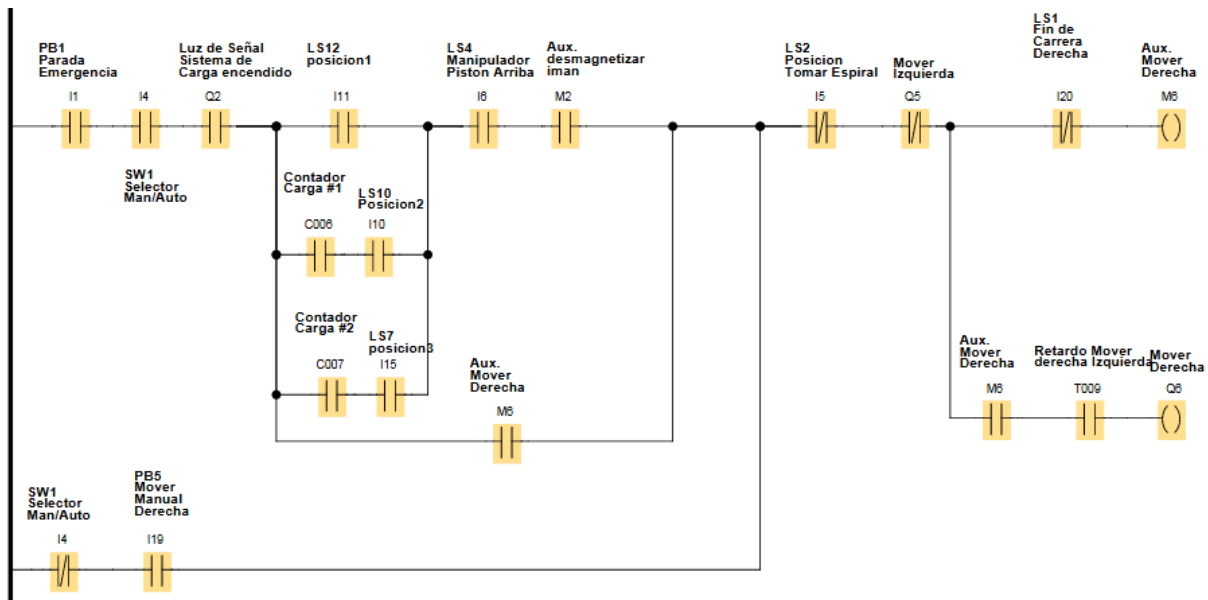 PB1
Parada
Emergencia
I1
I4
SW1
Selector
Man/Auto
Luz de Señal
Sistema de
Carga encendido
Q2
LS12
posicion1
I11
LS4
Manipulador
Piston Arriba
I6
Aux.
desmagnetizar
iman
M2
LS2
Posicion
Tomar Espiral
I5
Mover
Izquierda
Q5
LS1
Fin de
Carrera
Derecha
I20
Aux.
Mover
Derecha
M6
Contador
Carga #1
C006
LS10
Posicion2
I10
Contador
Carga #2
C007
LS7
posicion3
I15
Aux.
Mover
Derecha
M6
Aux.
Mover
Derecha
M6
Retardo Mover
derecha Izquierda
T009
Mover
Derecha
Q6
SW1
Selector
Man/Auto
I4
PB5
Mover
Manual
Derecha
I19